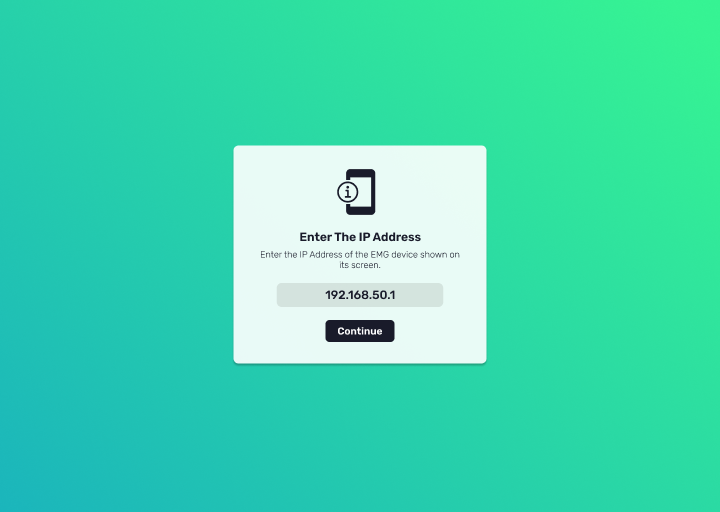 i
Enter The IP Address
Enter the IP Address of the EMG device shown on
its screen.
192.168.50.1
Continue